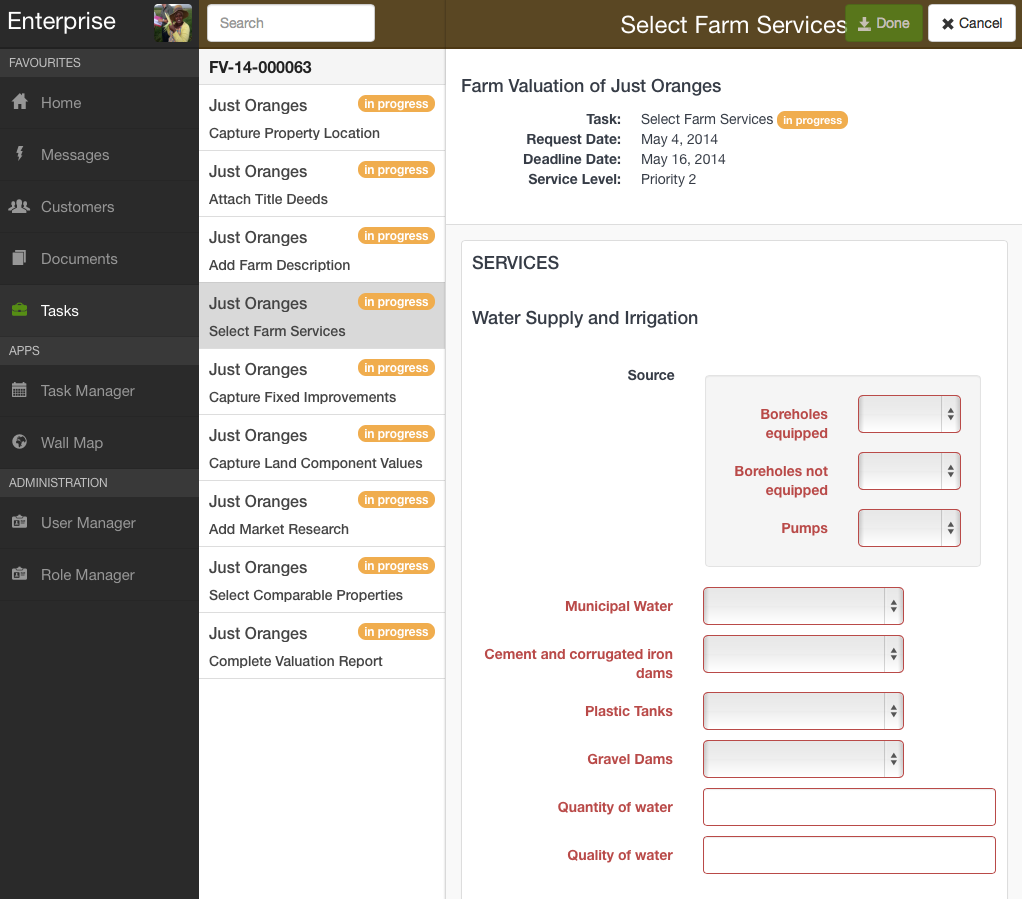 Enterprise
Search
Select Farm Services
Done
Cancel
FAVOURITES
Home
Messages
Customers
Documents
Tasks
APPS
Task Manager
Wall Map
ADMINISTRATION
User Manager
Role Manager
FV-14-000063
Just Oranges in progress
Capture Property Location
Just Oranges in progress
Attach Title Deeds
Just Oranges in progress
Add Farm Description
Just Oranges in progress
Select Farm Services
Just Oranges in progress
Capture Fixed Improvements
Just Oranges in progress
Capture Land Component Values
Just Oranges in progress
Add Market Research
Just Oranges in progress
Select Comparable Properties
Just Oranges in progress
Complete Valuation Report
Farm Valuation of Just Oranges
Task: Select Farm Services in progress
Request Date: May 4, 2014
Deadline Date: May 16, 2014
Service Level: Priority 2
SERVICES
Water Supply and Irrigation
Source
Boreholes
equipped
Boreholes not
equipped
Pumps
Municipal Water
Cement and corrugated iron
dams
Plastic Tanks
Gravel Dams
Quantity of water
Quality of water